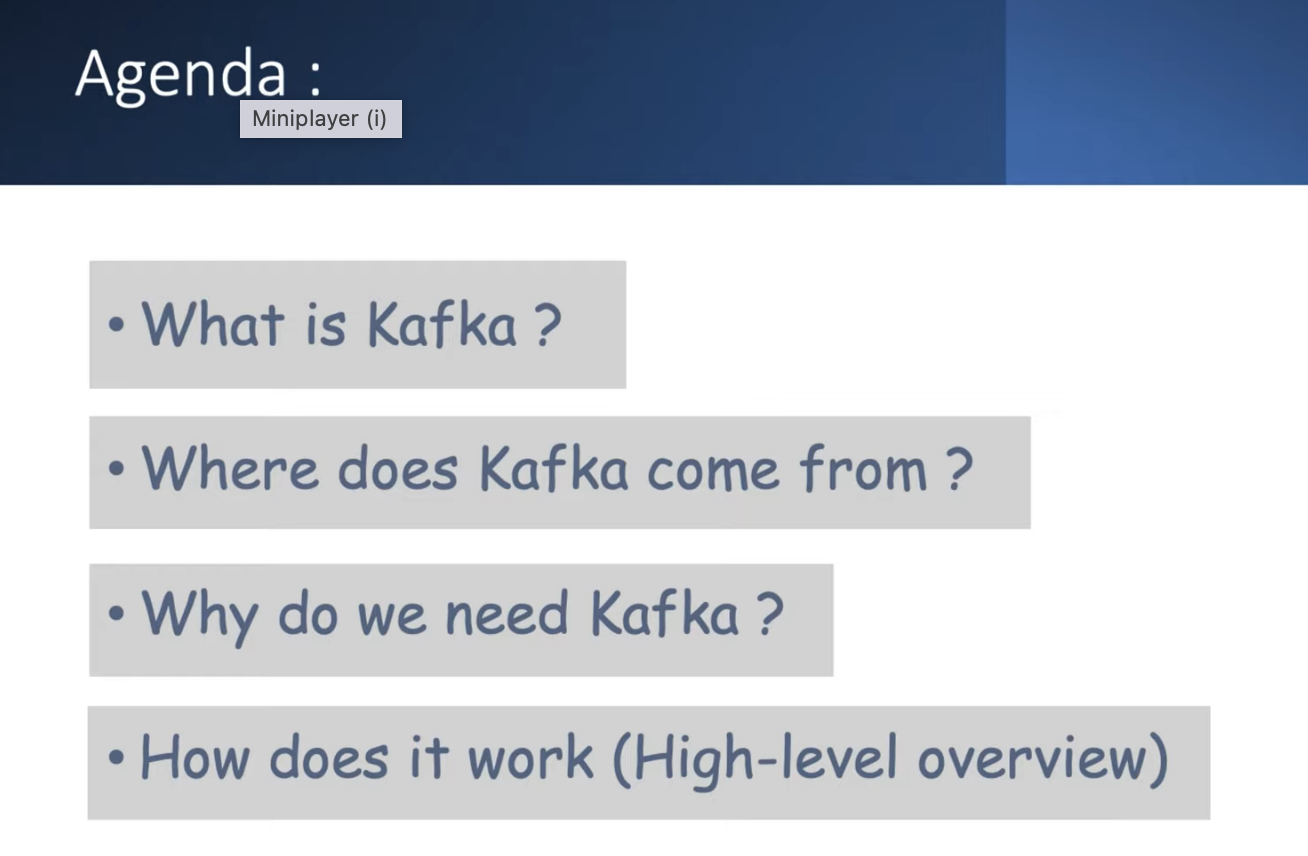 Agenda :
Miniplayer (i)
• What is Kafka ?
• Where does Kafka come from ?
• Why do we need Kafka ?
• How does it work (High-level overview)